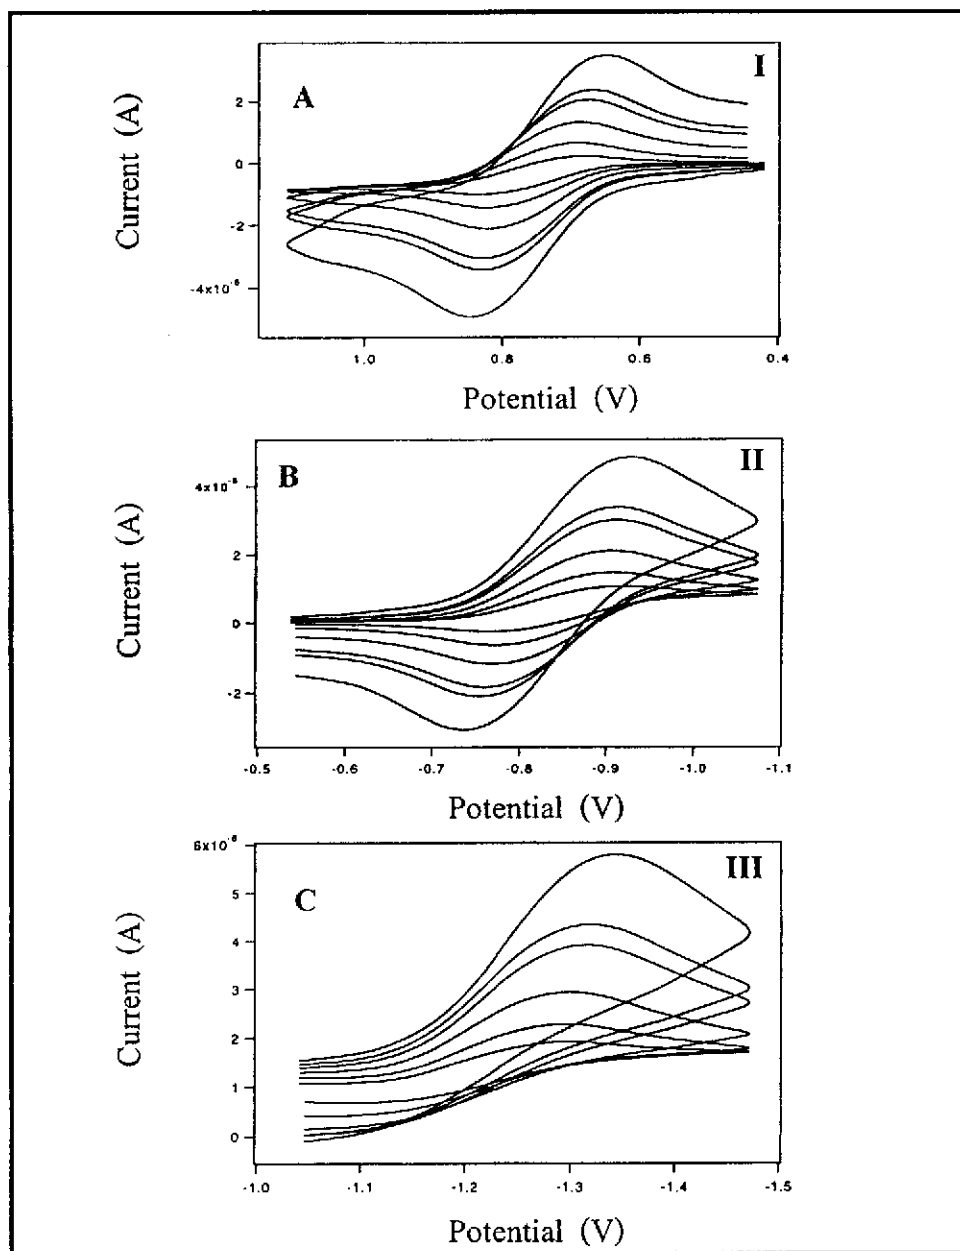 A
I
Current (A)
2
0
-2
-4x10⁻⁶
1.0
0.8
0.6
0.4
Potential (V)
B
II
Current (A)
4x10⁻⁶
2
0
-2
-0.5
-0.6
-0.7
-0.8
-0.9
-1.0
-1.1
Potential (V)
C
III
Current (A)
6x10⁻⁶
5
4
3
2
1
0
-1.0
-1.1
-1.2
-1.3
-1.4
-1.5
Potential (V)